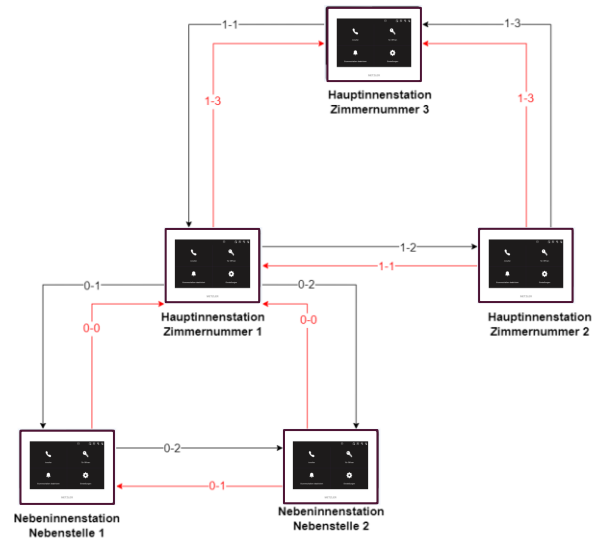 1-1
1-3
1-3
1-3
Hauptinnenstation
Zimmernummer 3
1-2
1-1
0-1
0-2
Hauptinnenstation
Zimmernummer 1
Hauptinnenstation
Zimmernummer 2
0-0
0-0
0-2
0-1
Nebeninnenstation
Nebenstelle 1
Nebeninnenstation
Nebenstelle 2